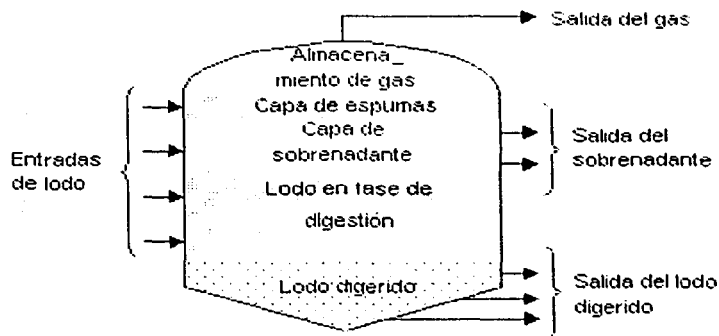 Salida del gas
Almacena_
miento de gas
Capa de espumas
Capa de
sobrenadante
Lodo en fase de
digestión
Lodo digerido
Entradas
de lodo
Salida del
sobrenadante
Salida del lodo
digerido